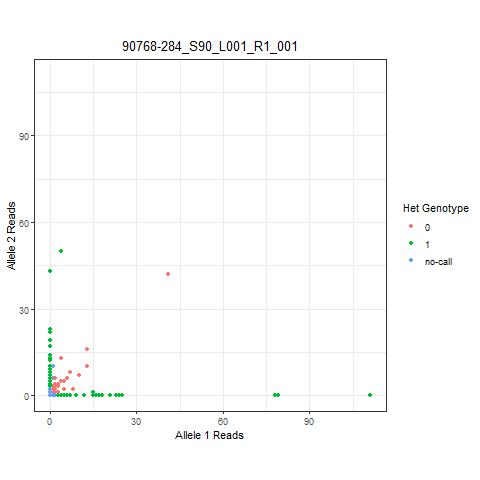 90768-284_S90_L001_R1_001
Allele 2 Reads
90
60
30
0
0 30 60 90
Allele 1 Reads
Het Genotype
0
1
no-call